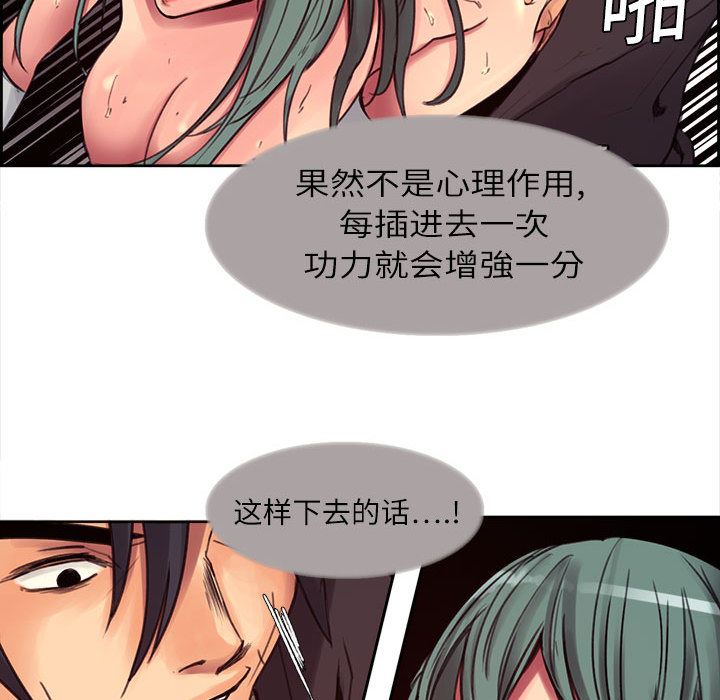 啪
果然不是心理作用,
每插进去一次
功力就会增強一分
这样下去的话....!